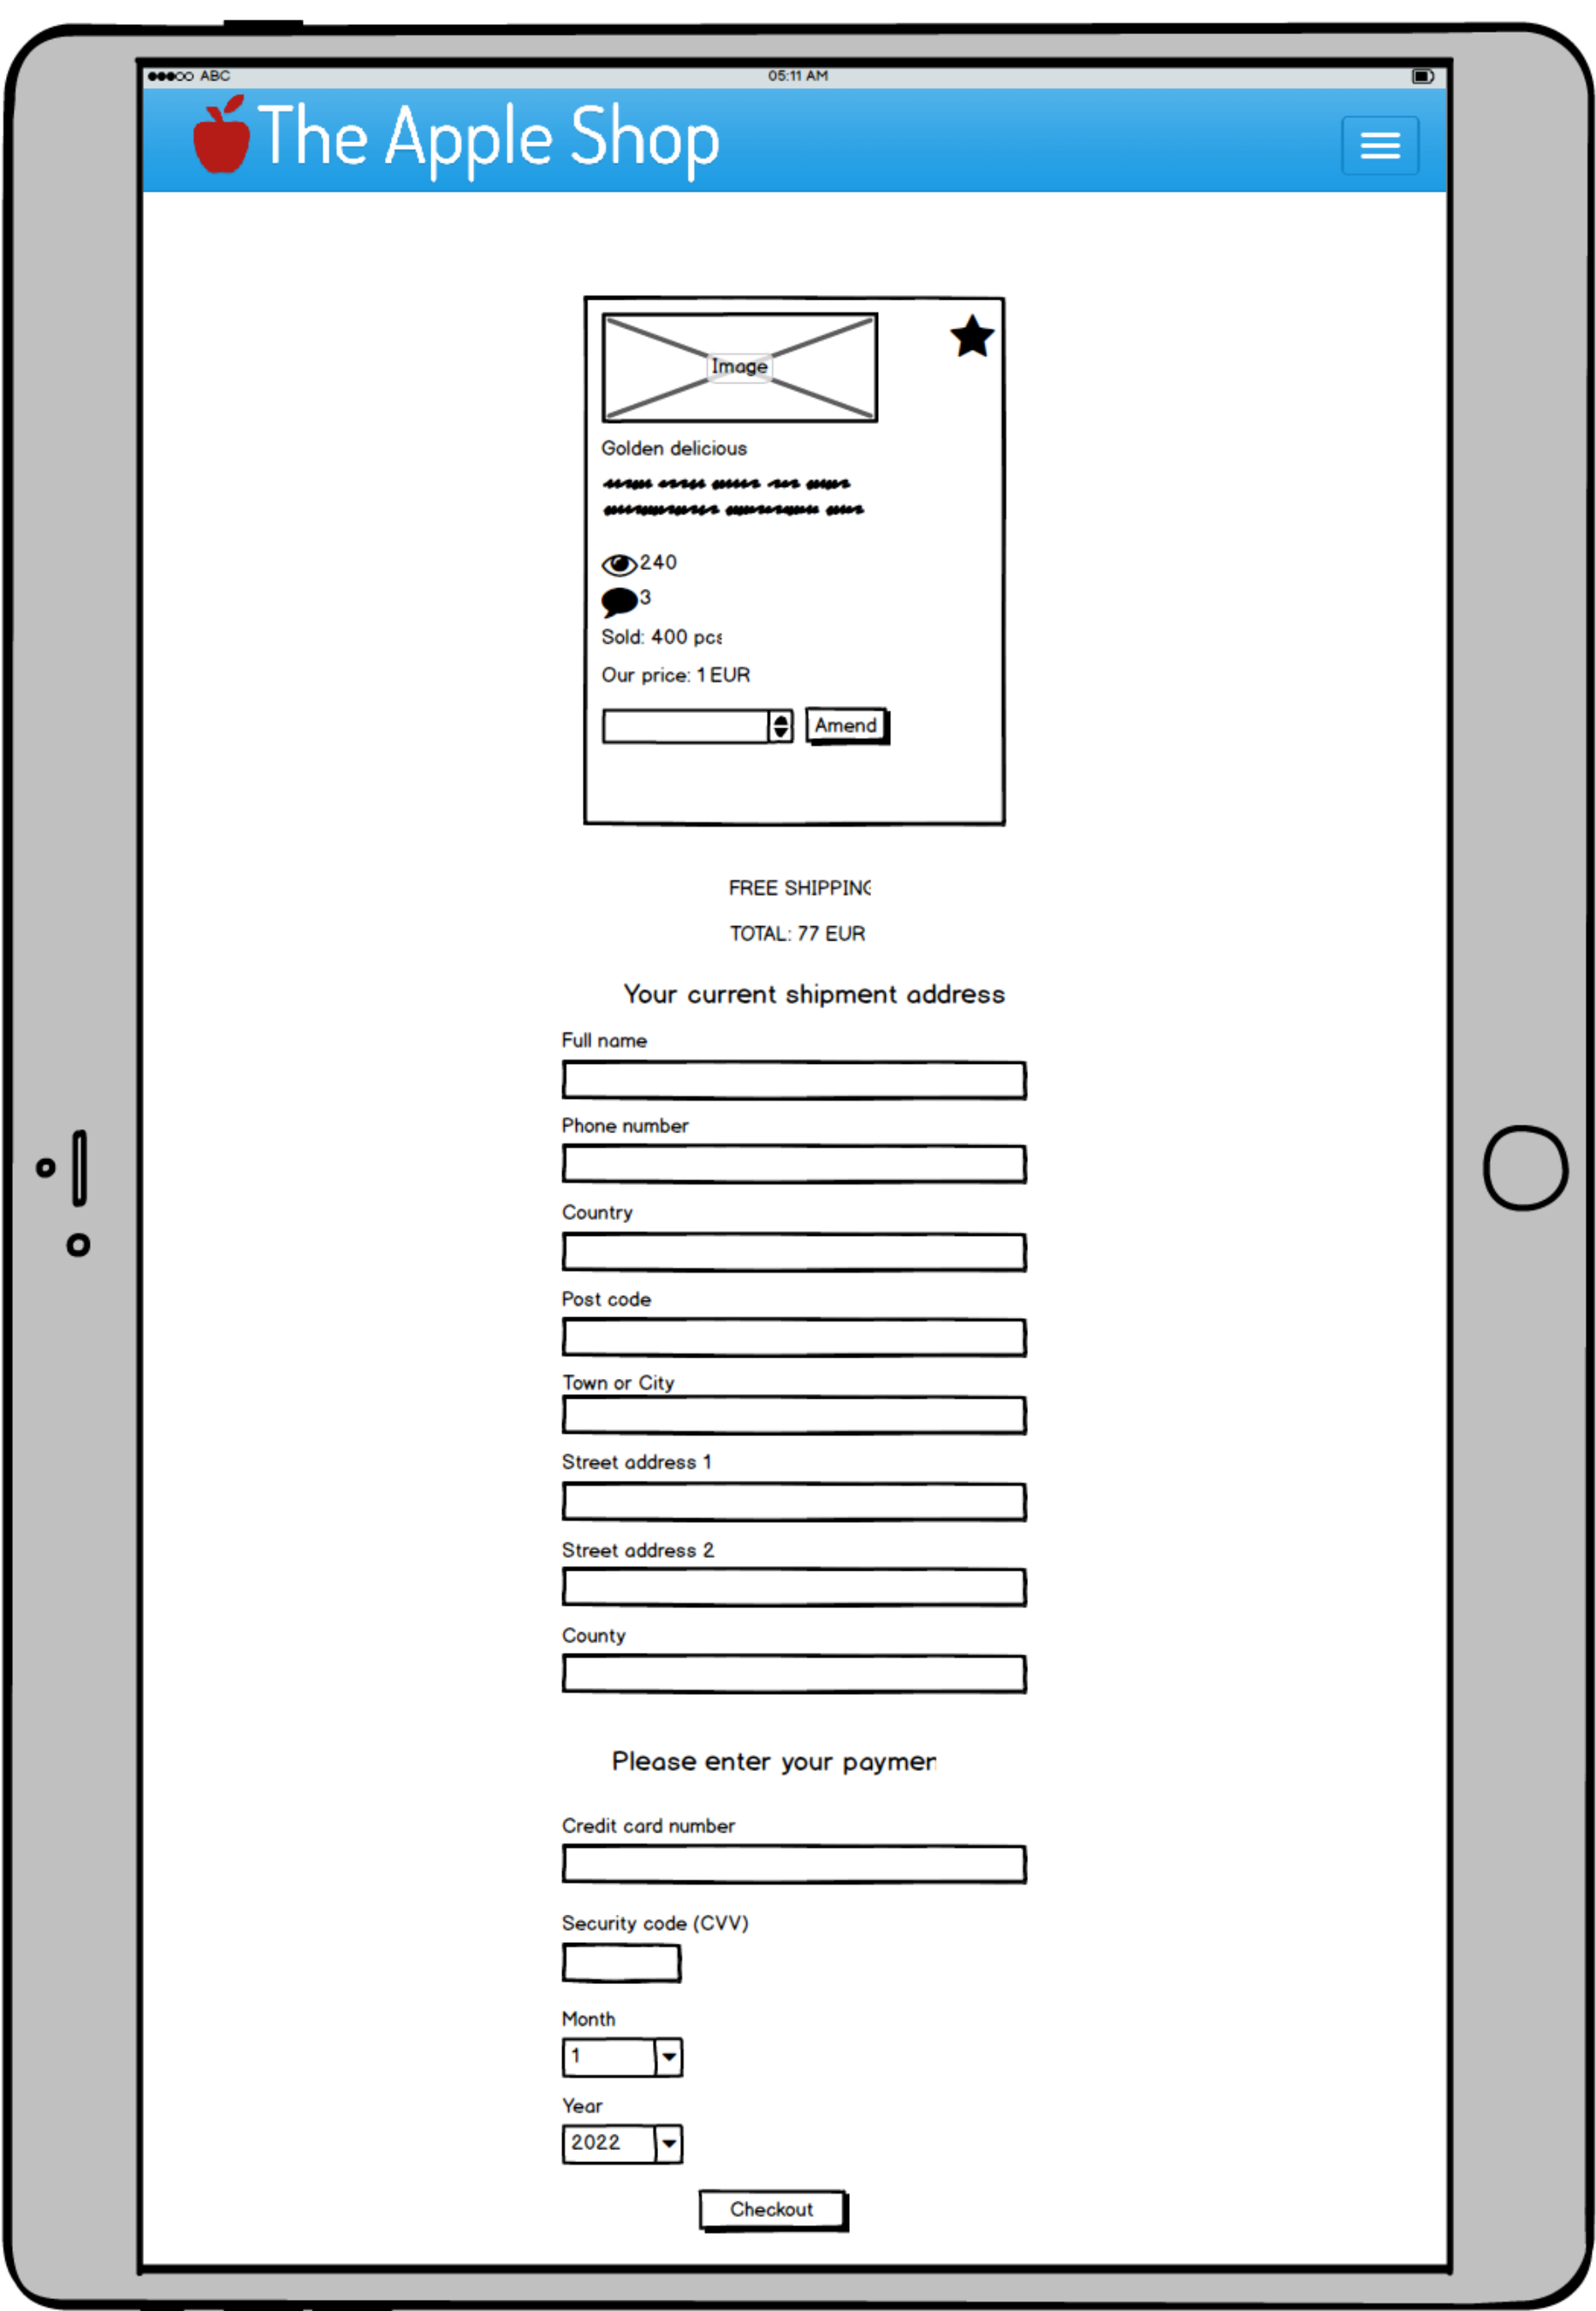 ABC
05:11 AM
The Apple Shop
Image
Golden delicious
240
3
Sold: 400 pcs
Our price: 1 EUR
Amend
FREE SHIPPING
TOTAL: 77 EUR
Your current shipment address
Full name
Phone number
Country
Post code
Town or City
Street address 1
Street address 2
County
Please enter your paymen
Credit card number
Security code (CVV)
Month
1
Year
2022
Checkout